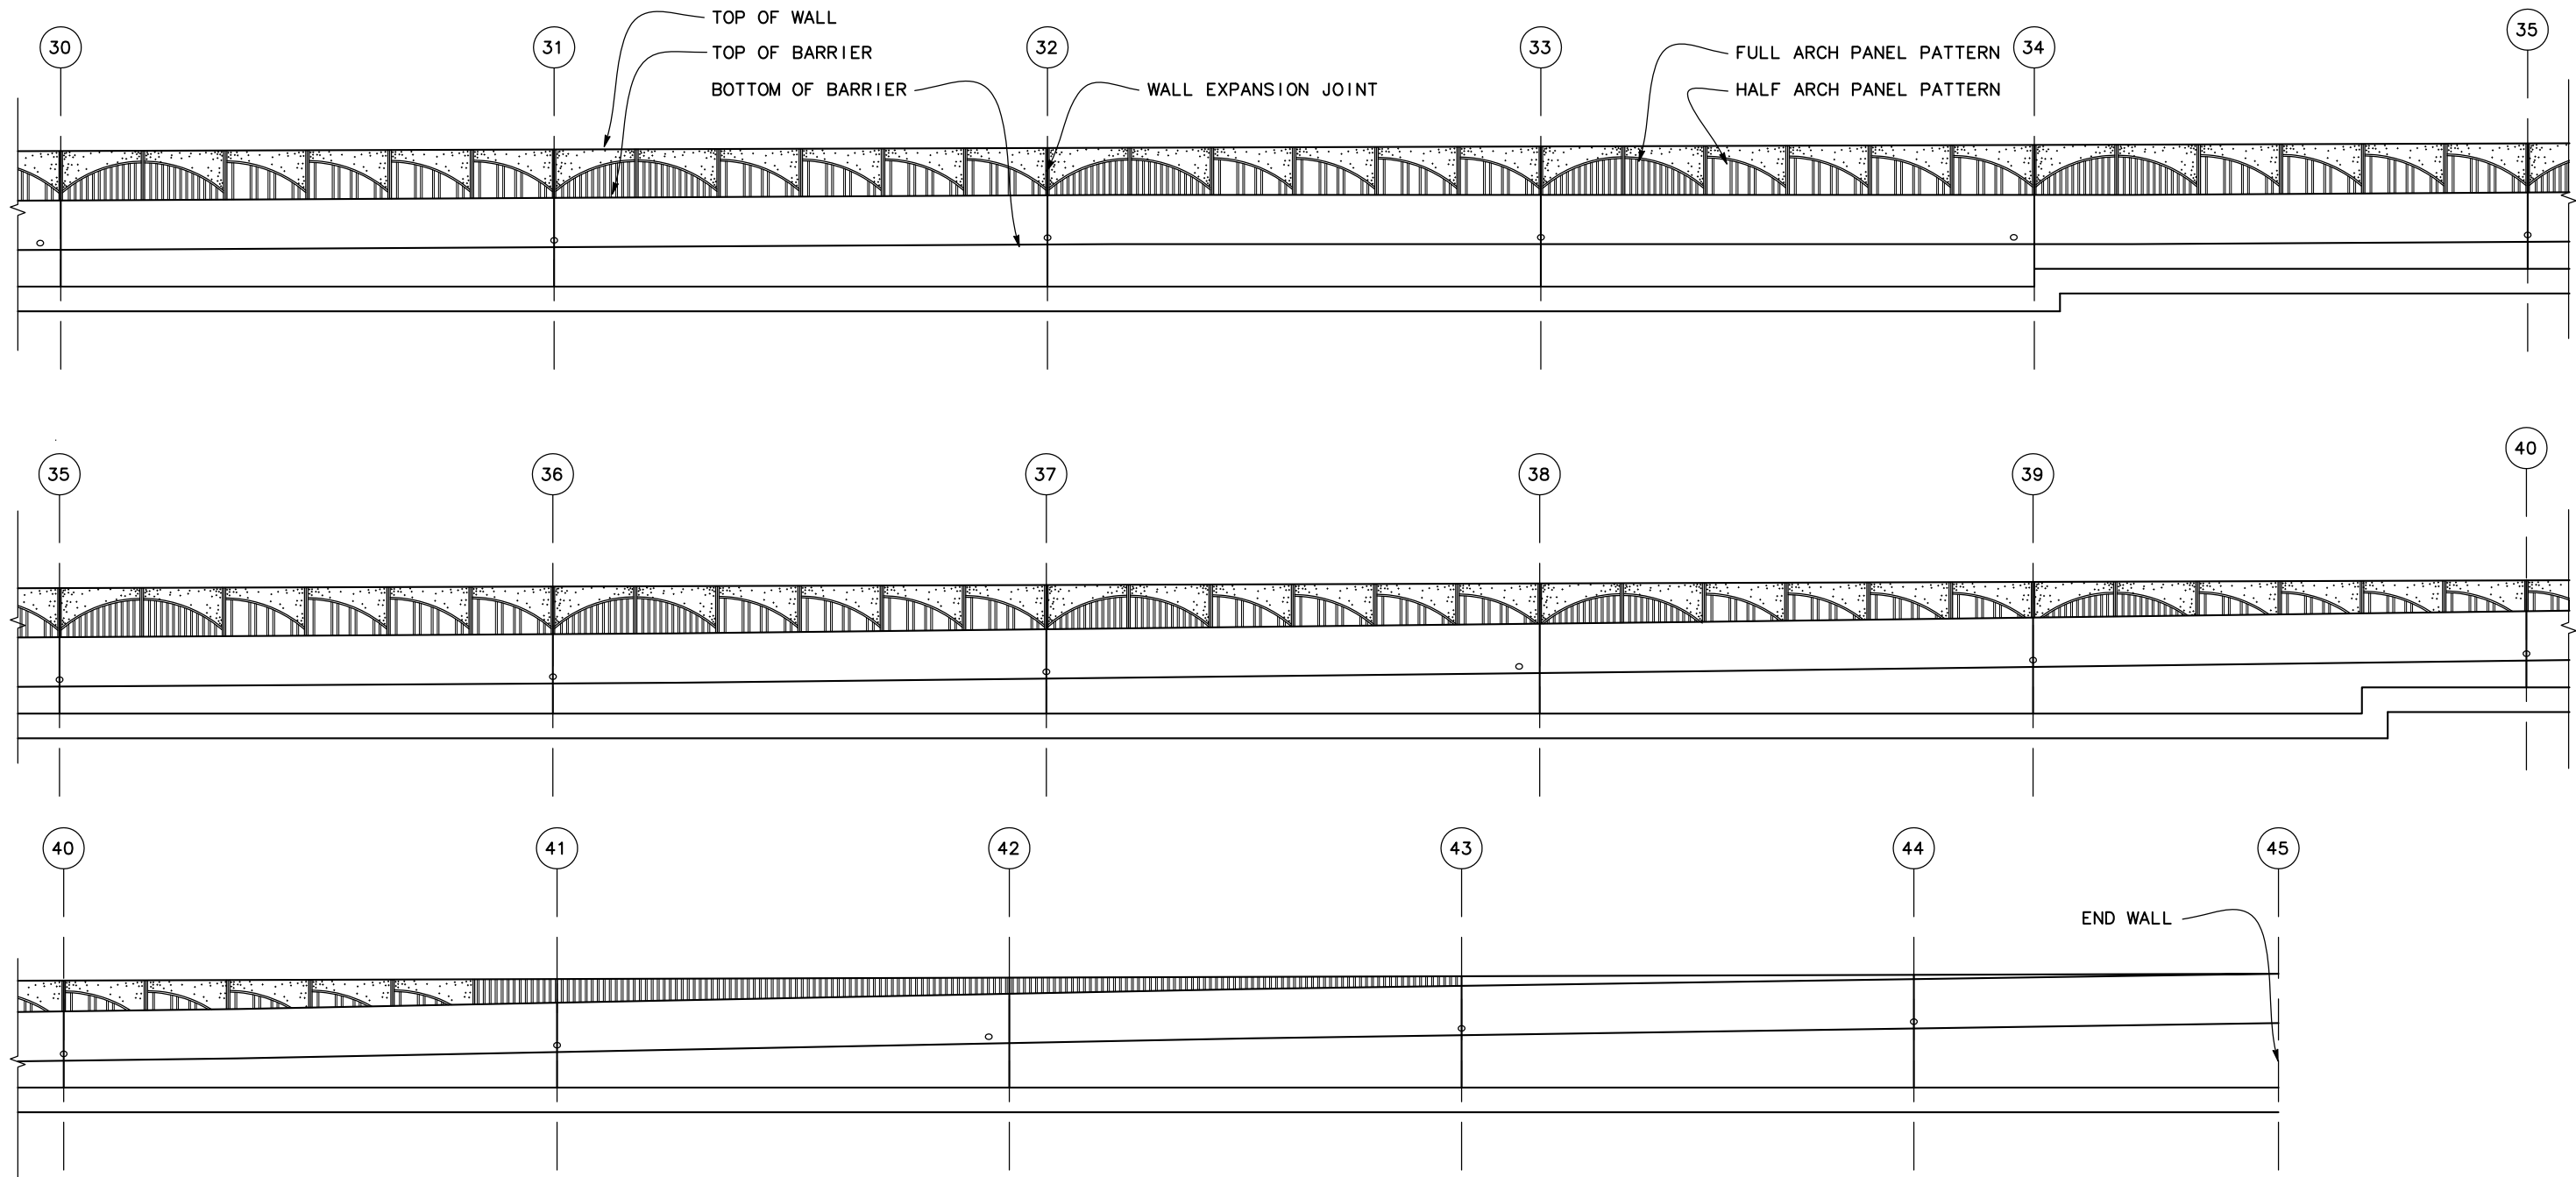 TOP OF WALL
30 31 32 33 34 35
TOP OF BARRIER
FULL ARCH PANEL PATTERN
BOTTOM OF BARRIER
WALL EXPANSION JOINT
HALF ARCH PANEL PATTERN
35 36 37 38 39 40
40 41 42 43 44 45
END WALL